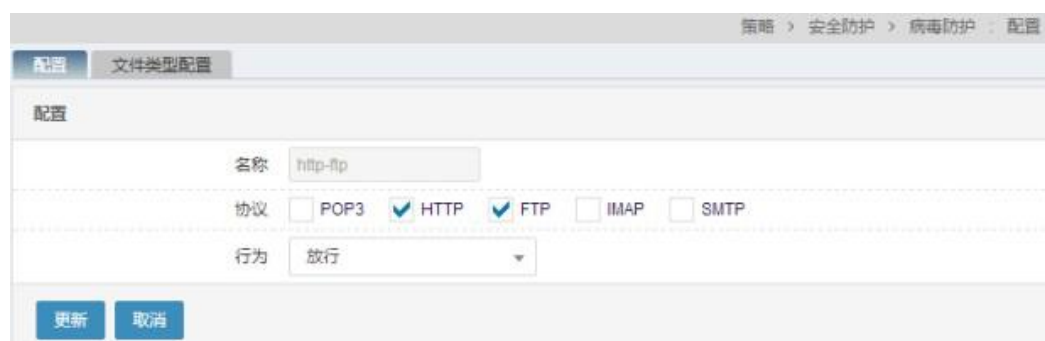 策略 > 安全防护 > 病毒防护 : 配置
配置 文件类型配置
配置
名称 http-ftp
协议 POP3 HTTP FTP IMAP SMTP
行为 放行
更新 取消